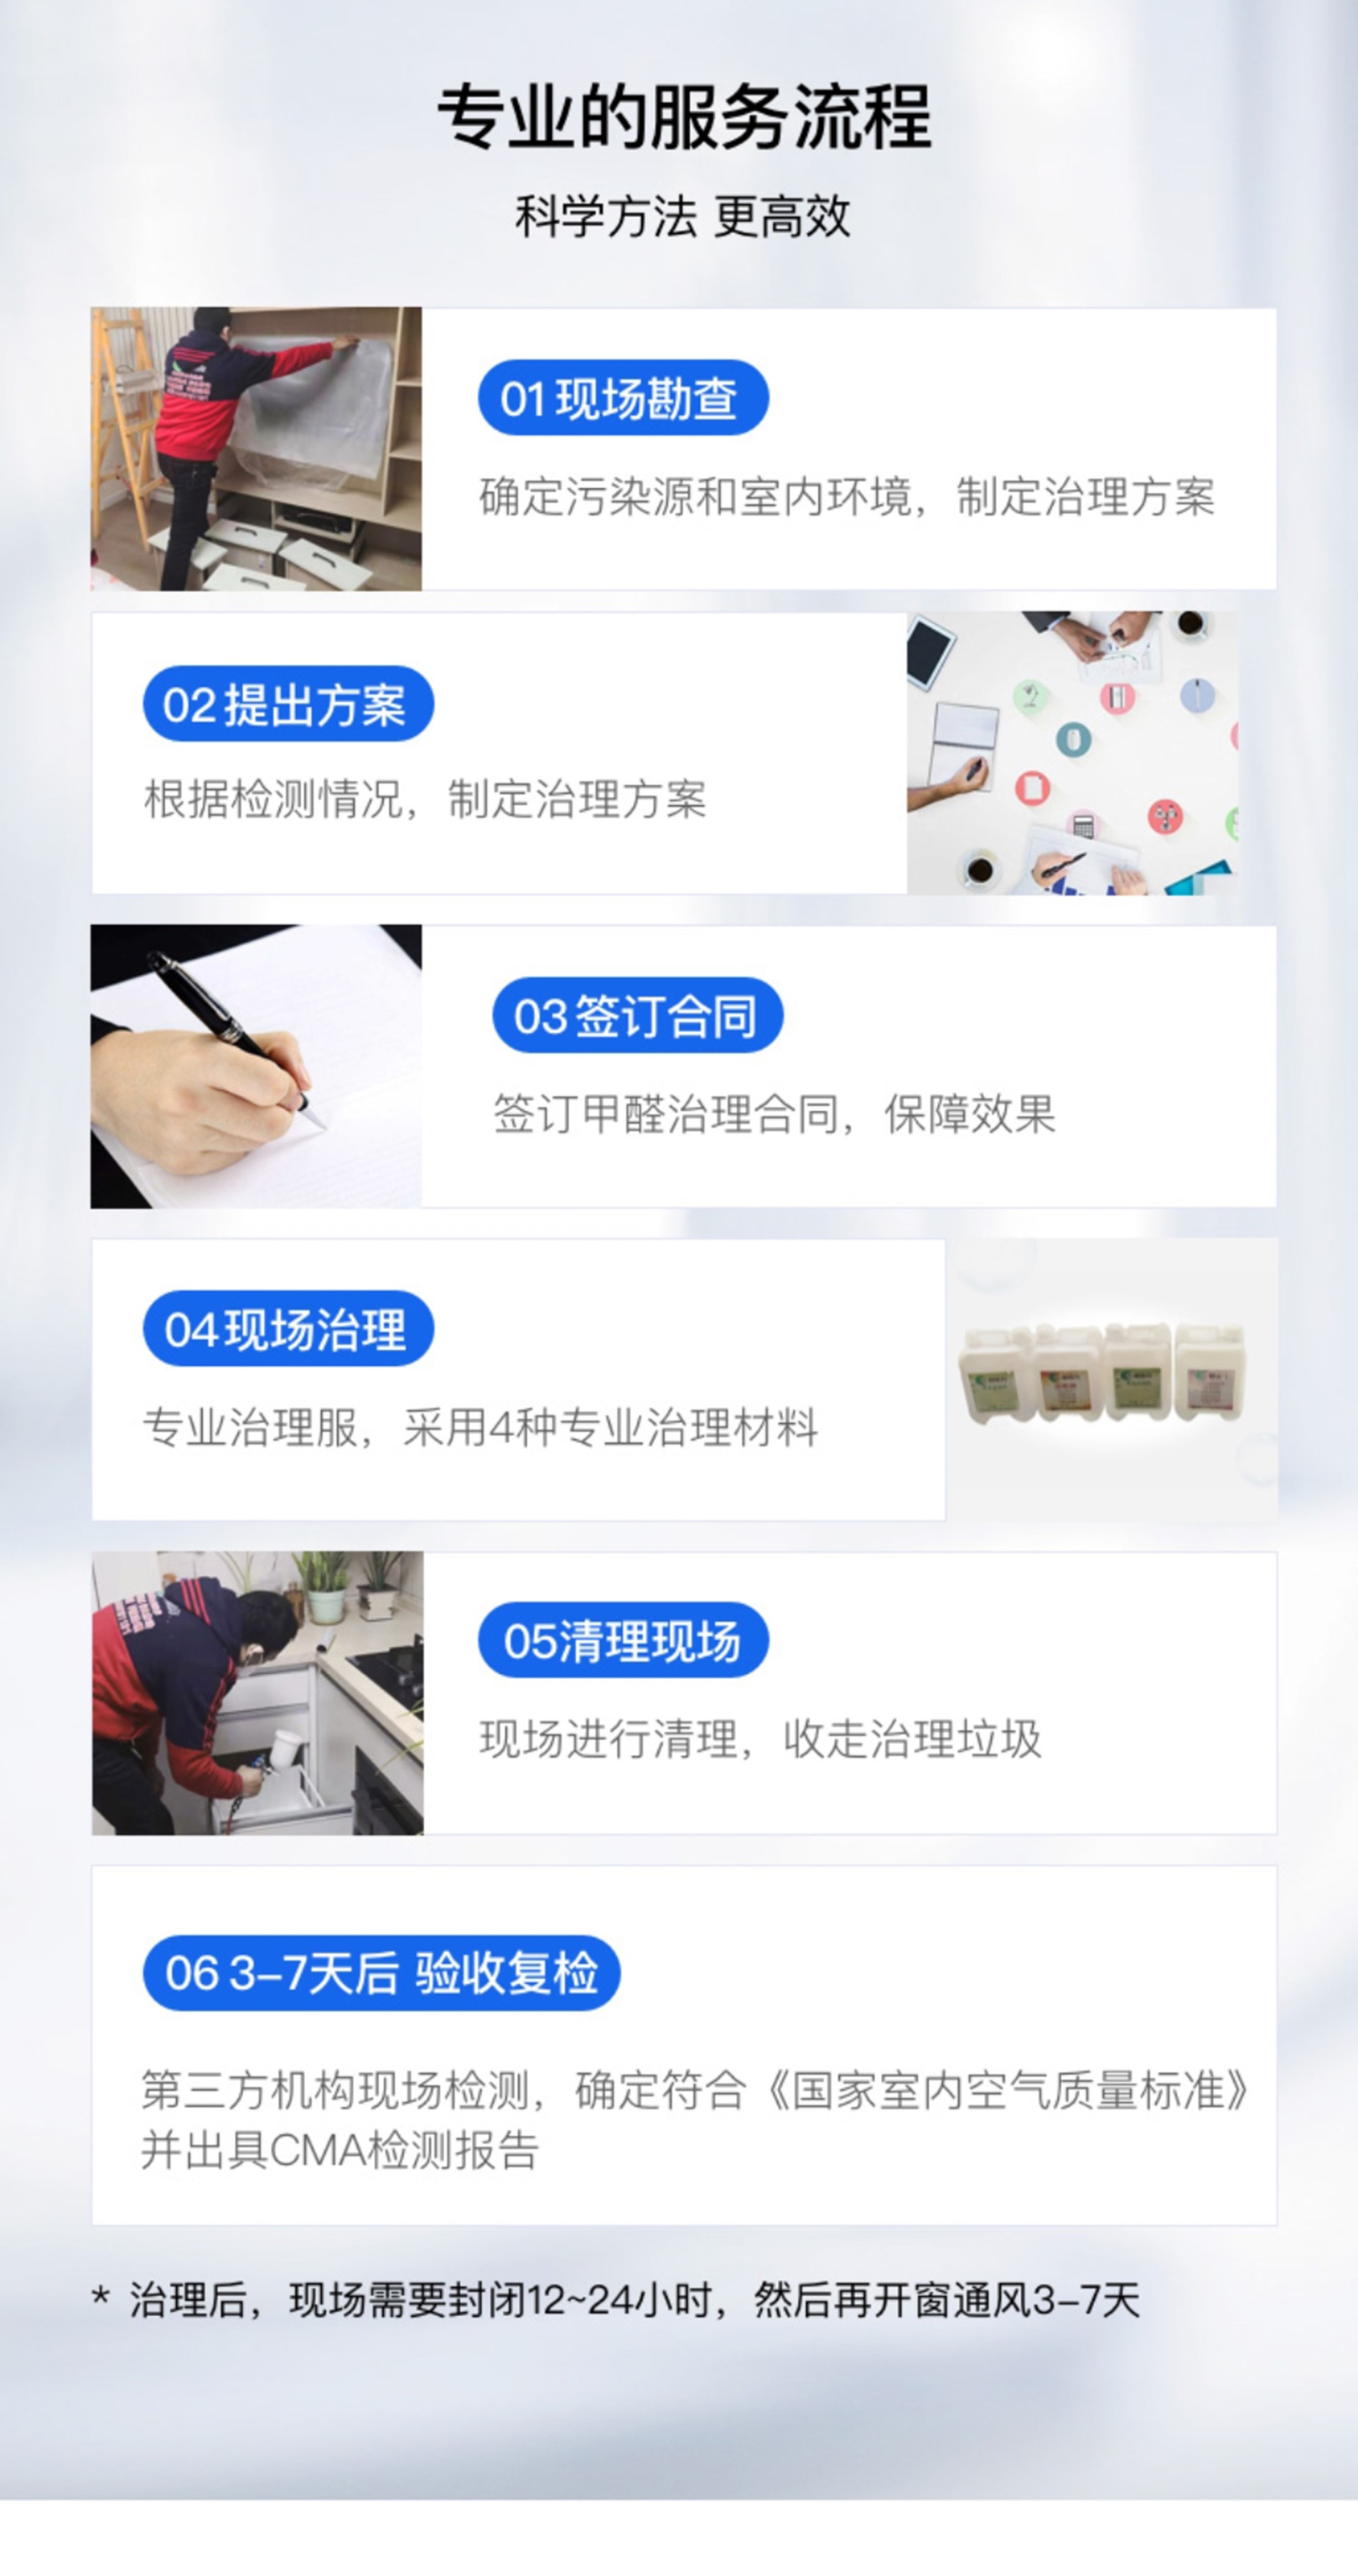 专业的服务流程
科学方法 更高效
01 现场勘查
确定污染源和室内环境，制定治理方案
02 提出方案
根据检测情况，制定治理方案
03 签订合同
签订甲醛治理合同，保障效果
04 现场治理
专业治理服，采用4种专业治理材料
05清理现场
现场进行清理，收走治理垃圾
06 3-7天后 验收复检
第三方机构现场检测，确定符合《国家室内空气质量标准》
并出具CMA检测报告
* 治理后，现场需要封闭12~24小时，然后再开窗通风3-7天